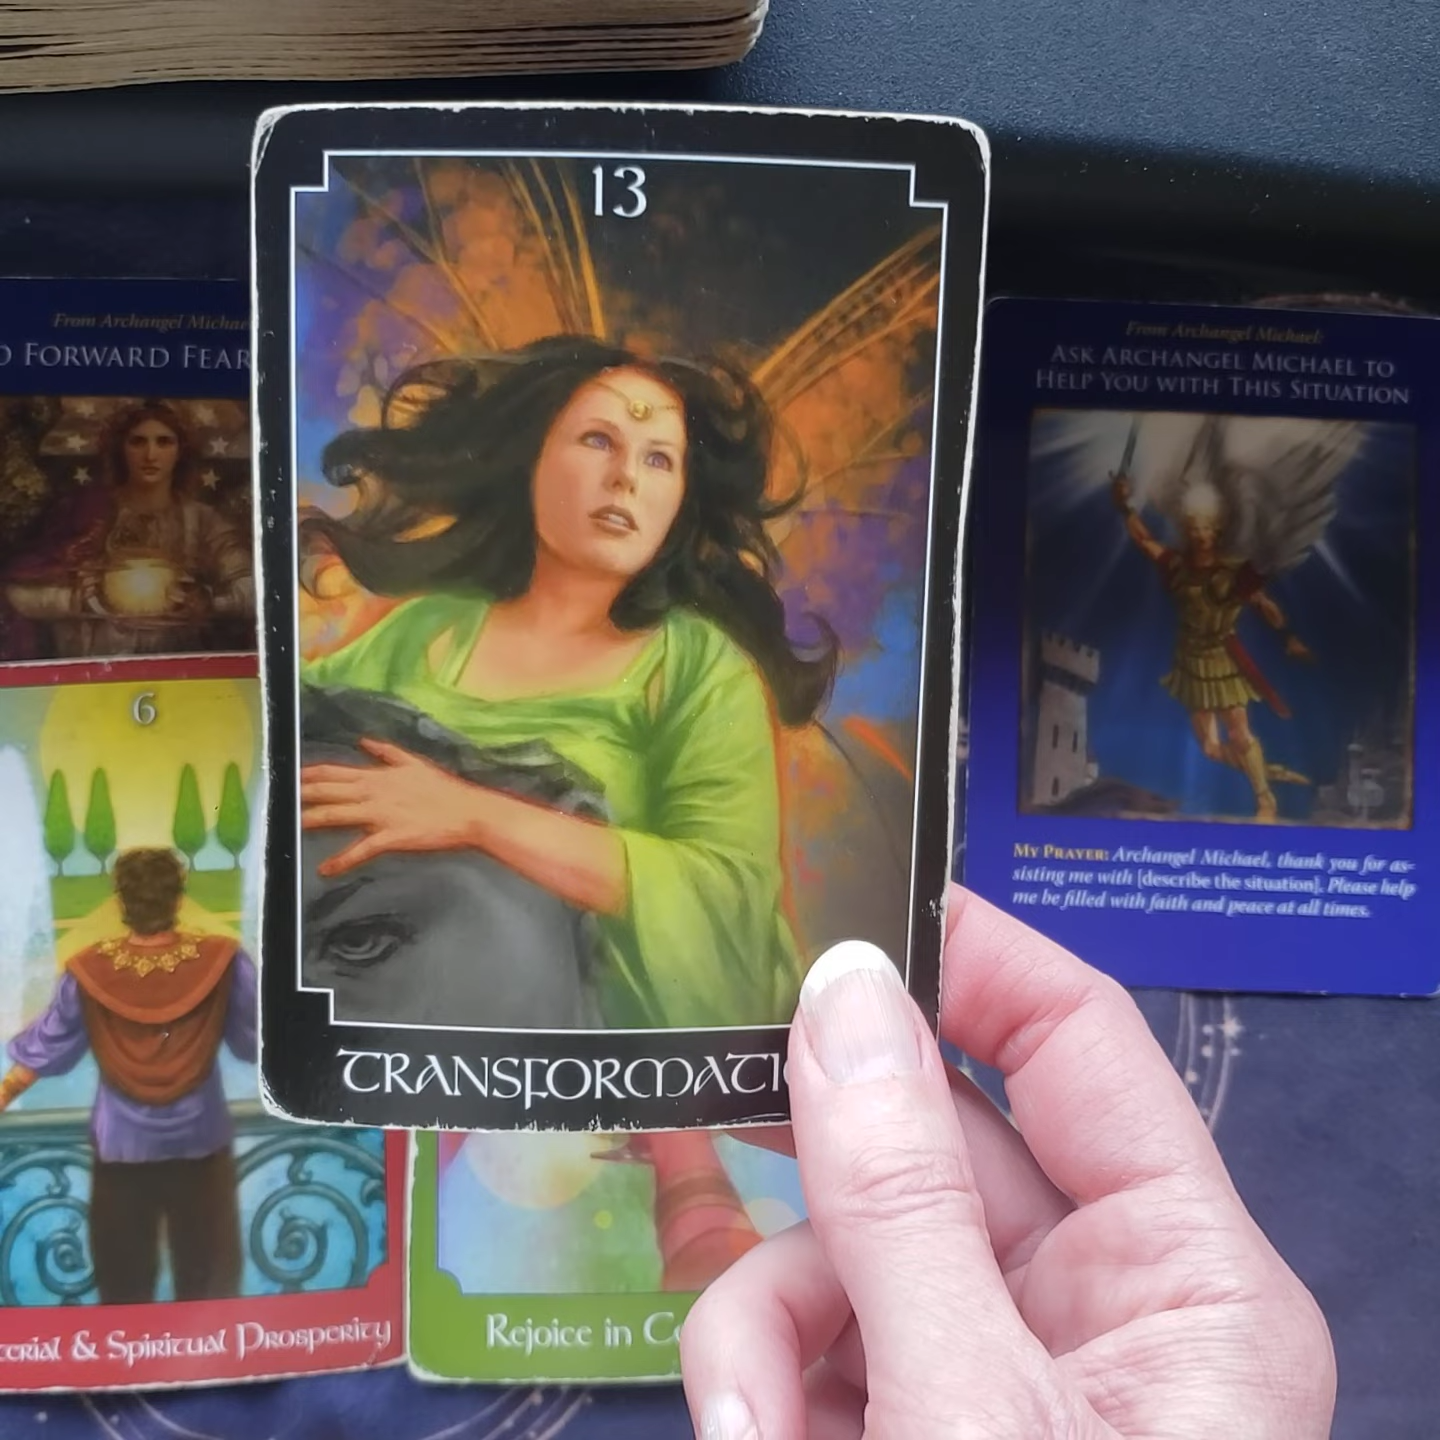 13
From Archangel Michae
O FORWARD FEAR
From Archangel Michael:
ASK ARCHANGEL MICHAEL TO
HELP YOU WITH THIS SITUATION
6
MY PRAYER: Archangel Michael, thank you for as-
sisting me with [describe the situation]. Please help
me be filled with faith and peace at all times.
TRANSFORMATI
terial & Spiritual Prosperity
Rejoice in Co